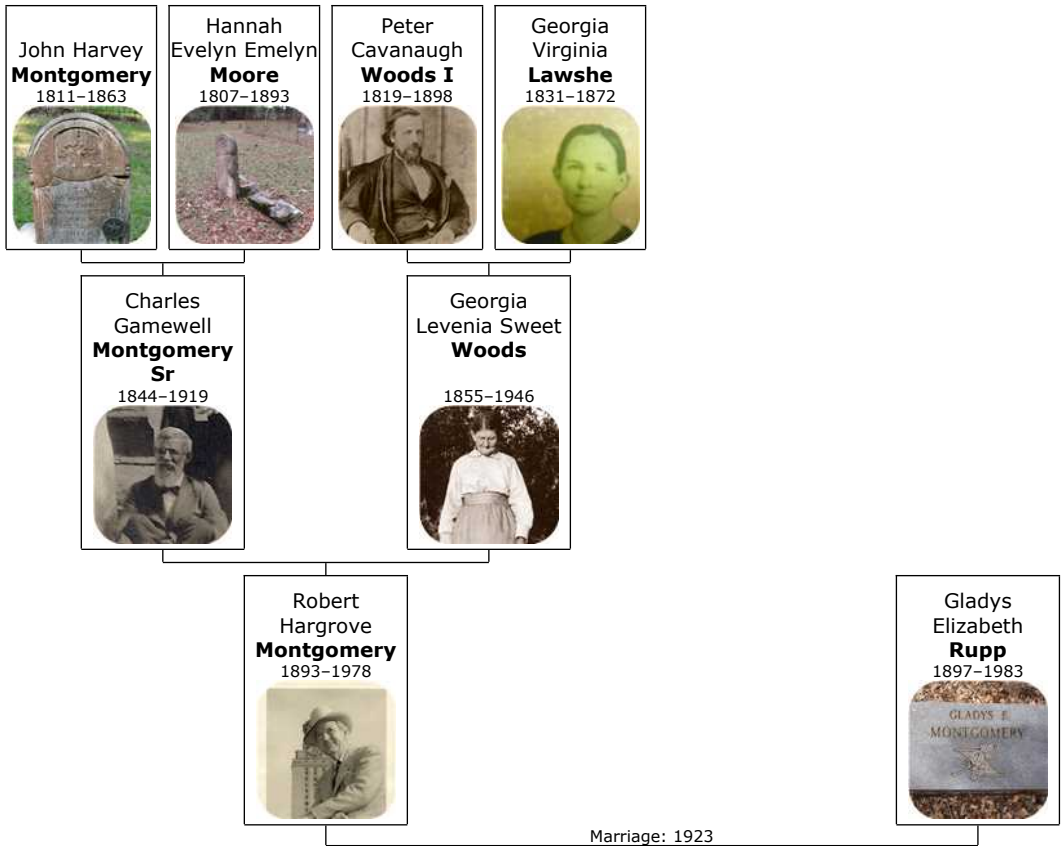 John Harvey
Montgomery
1811–1863
Hannah
Evelyn Emelyn
Moore
1807–1893
Peter
Cavanaugh
Woods I
1819–1898
Georgia
Virginia
Lawshe
1831–1872
Charles
Gamewell
Montgomery
Sr
1844–1919
Georgia
Levenia Sweet
Woods
1855–1946
Robert
Hargrove
Montgomery
1893–1978
Gladys
Elizabeth
Rupp
1897–1983
GLADYS E.
MONTGOMERY
Marriage: 1923